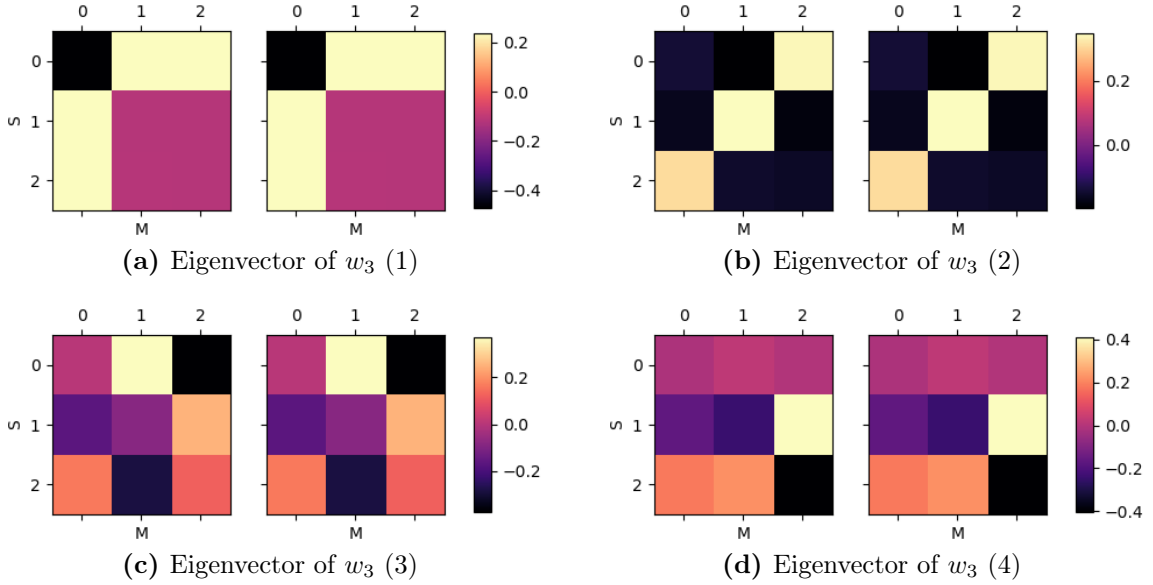 0 1 2 0 1 2
0 1 2 0 1 2
0
1
2
S
M M
0.2
0.0
−0.2
−0.4
0
1
2
S
M M
0.2
0.0
(a) Eigenvector of w₃ (1)
(b) Eigenvector of w₃ (2)
0 1 2 0 1 2
0 1 2 0 1 2
0
1
2
S
M M
0.2
0.0
−0.2
0
1
2
S
M M
0.4
0.2
0.0
−0.2
−0.4
(c) Eigenvector of w₃ (3)
(d) Eigenvector of w₃ (4)